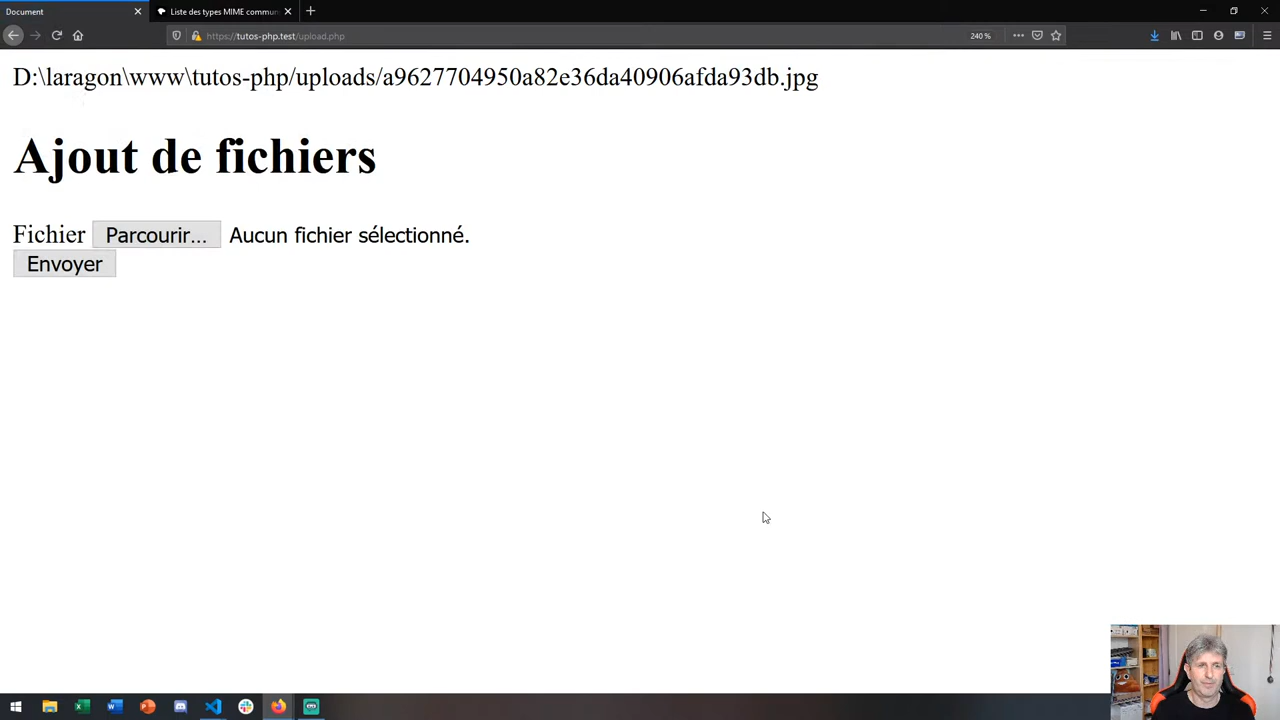 Document
Liste des types MIME commun
https://tutos-php.test/upload.php
240 %
D:\laragon\www\tutos-php/uploads/a9627704950a82e36da40906afda93db.jpg
Ajout de fichiers
Fichier Parcourir... Aucun fichier sélectionné.
Envoyer